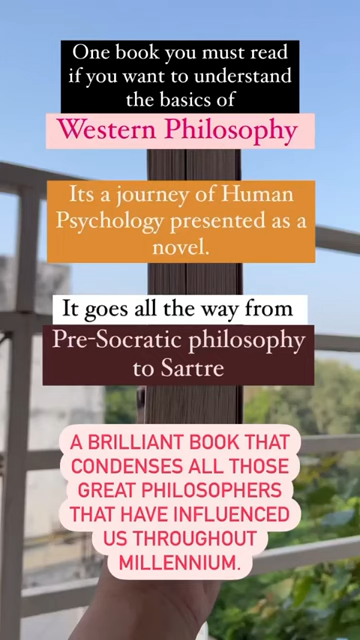 One book you must read
if you want to understand
the basics of
Western Philosophy
Its a journey of Human
Psychology presented as a
novel.
It goes all the way from
Pre-Socratic philosophy
to Sartre
A BRILLIANT BOOK THAT
CONDENSES ALL THOSE
GREAT PHILOSOPHERS
THAT HAVE INFLUENCED
US THROUGHOUT
MILLENNIUM.